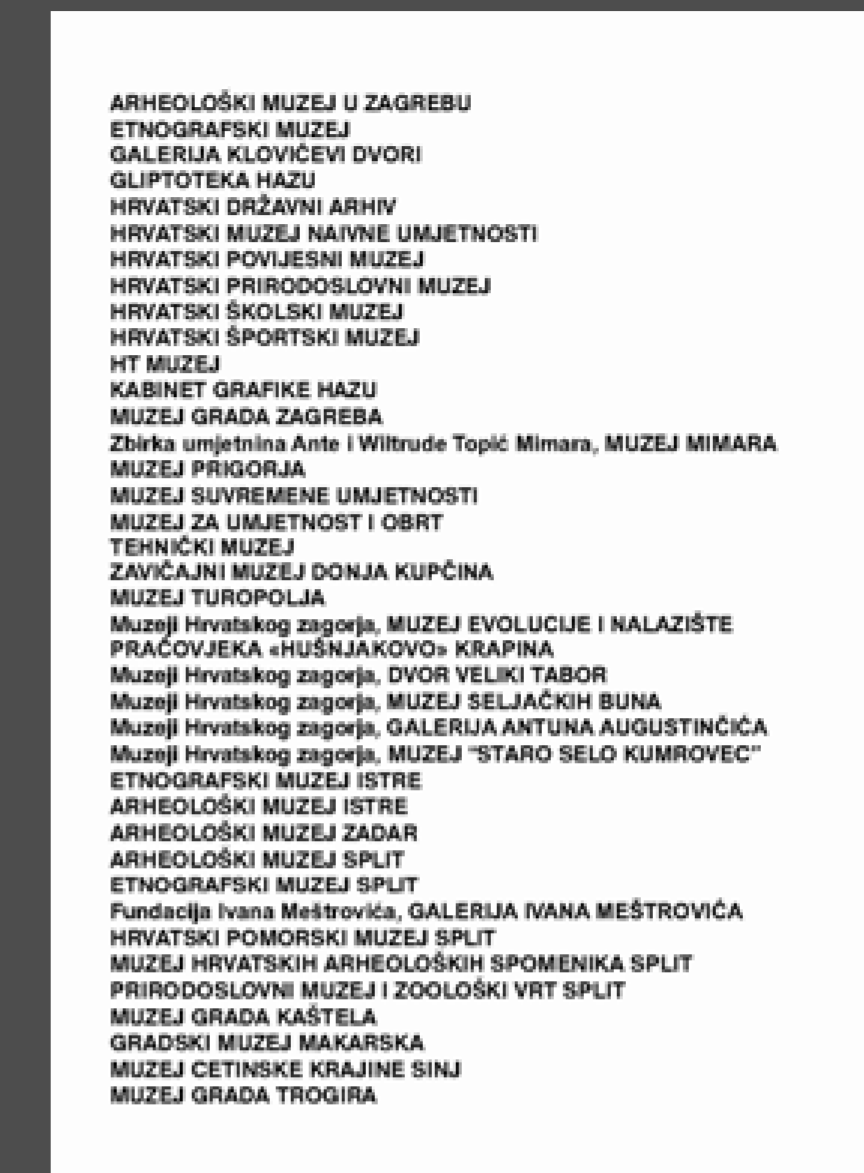 ARHEOLOŠKI MUZEJ U ZAGREBU
ETNOGRAFSKI MUZEJ
GALERIJA KLOVIĆEVI DVORI
GLIPTOTEKA HAZU
HRVATSKI DRŽAVNI ARHIV
HRVATSKI MUZEJ NAIVNE UMJETNOSTI
HRVATSKI POVIJESNI MUZEJ
HRVATSKI PRIRODOSLOVNI MUZEJ
HRVATSKI ŠKOLSKI MUZEJ
HRVATSKI ŠPORTSKI MUZEJ
HT MUZEJ
KABINET GRAFIKE HAZU
MUZEJ GRADA ZAGREBA
Zbirka umjetnina Ante i Wiltrude Topić Mimara, MUZEJ MIMARA
MUZEJ PRIGORJA
MUZEJ SUVREMENE UMJETNOSTI
MUZEJ ZA UMJETNOST I OBRT
TEHNIČKI MUZEJ
ZAVIČAJNI MUZEJ DONJA KUPČINA
MUZEJ TUROPOLJA
Muzeji Hrvatskog zagorja, MUZEJ EVOLUCIJE I NALAZIŠTE
PRAČOVJEKA «HUŠNJAKOVO» KRAPINA
Muzeji Hrvatskog zagorja, DVOR VELIKI TABOR
Muzeji Hrvatskog zagorja, MUZEJ SELJAČKIH BUNA
Muzeji Hrvatskog zagorja, GALERIJA ANTUNA AUGUSTINČIĆA
Muzeji Hrvatskog zagorja, MUZEJ "STARO SELO KUMROVEC"
ETNOGRAFSKI MUZEJ ISTRE
ARHEOLOŠKI MUZEJ ISTRE
ARHEOLOŠKI MUZEJ ZADAR
ARHEOLOŠKI MUZEJ SPLIT
ETNOGRAFSKI MUZEJ SPLIT
Fundacija Ivana Meštrovića, GALERIJA IVANA MEŠTROVIĆA
HRVATSKI POMORSKI MUZEJ SPLIT
MUZEJ HRVATSKIH ARHEOLOŠKIH SPOMENIKA SPLIT
PRIRODOSLOVNI MUZEJ I ZOOLOŠKI VRT SPLIT
MUZEJ GRADA KAŠTELA
GRADSKI MUZEJ MAKARSKA
MUZEJ CETINSKE KRAJINE SINJ
MUZEJ GRADA TROGIRA